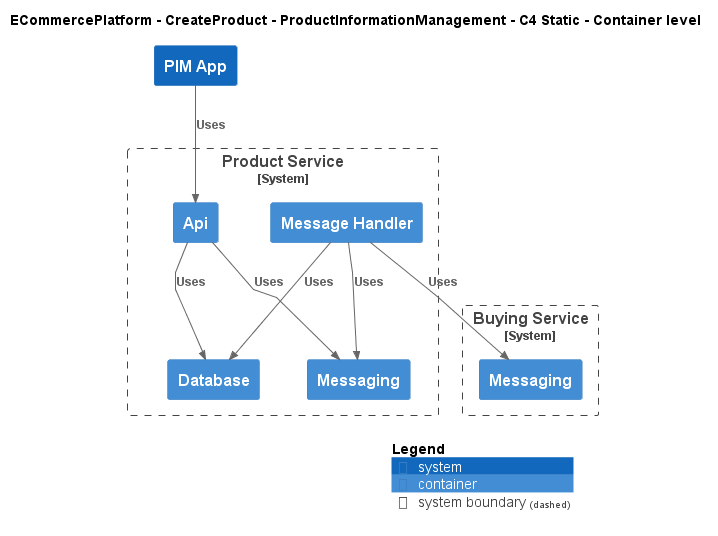 ECommercePlatform - CreateProduct - ProductInformationManagement - C4 Static - Container level
PIM App
Uses
Product Service
[System]
Api
Message Handler
Uses
Uses
Uses
Uses
Uses
Buying Service
[System]
Database
Messaging
Messaging
Legend
system
container
system boundary (dashed)